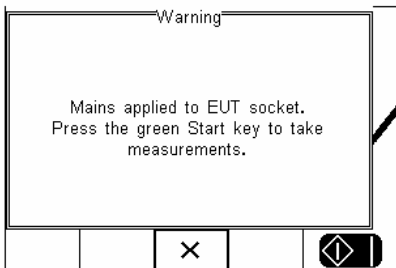 Warning
Mains applied to EUT socket.
Press the green Start key to take
measurements.